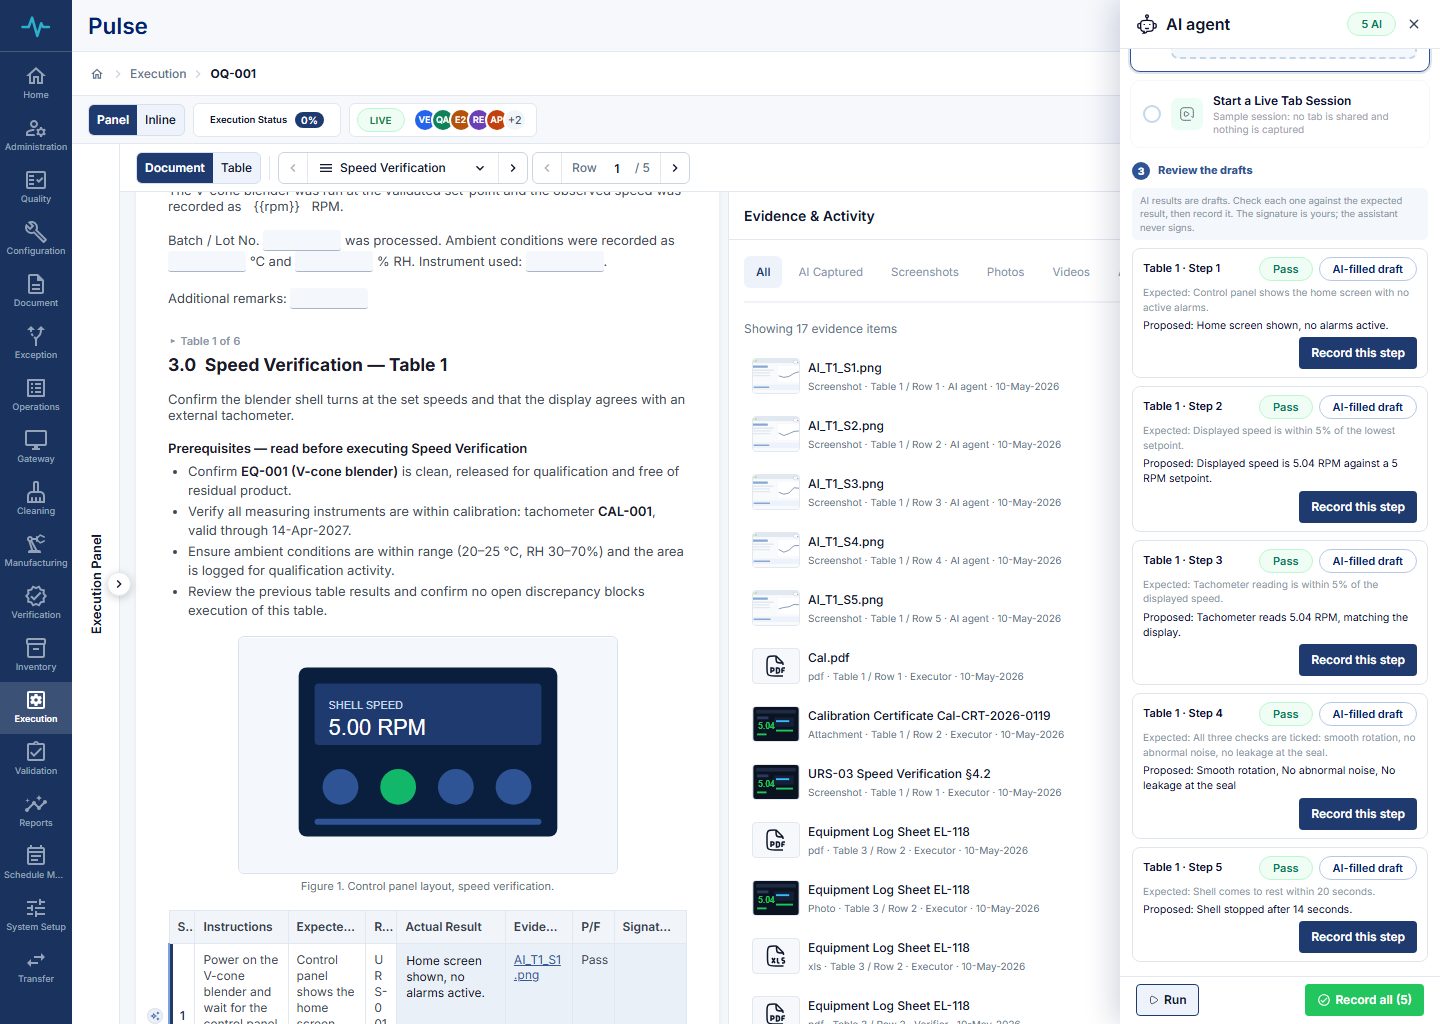 Pulse
AI agent
5 AI
Home
Administration
Quality
Configuration
Document
Exception
Operations
Gateway
Cleaning
Manufacturing
Verification
Inventory
Execution
Validation
Reports
Schedule M...
System Setup
Transfer
Execution
OQ-001
Panel
Inline
Execution Status 0%
LIVE
VE QA E2 RE AP +2
Execution Panel
Document
Table
Speed Verification
Row 1 / 5
recorded as {{rpm}} RPM.
Batch / Lot No. was processed. Ambient conditions were recorded as
°C and % RH. Instrument used: .
Additional remarks:
Table 1 of 6
3.0 Speed Verification — Table 1
Confirm the blender shell turns at the set speeds and that the display agrees with an
external tachometer.
Prerequisites — read before executing Speed Verification
• Confirm EQ-001 (V-cone blender) is clean, released for qualification and free of
residual product.
• Verify all measuring instruments are within calibration: tachometer CAL-001,
valid through 14-Apr-2027.
• Ensure ambient conditions are within range (20–25 °C, RH 30–70%) and the area
is logged for qualification activity.
• Review the previous table results and confirm no open discrepancy blocks
execution of this table.
SHELL SPEED
5.00 RPM
Figure 1. Control panel layout, speed verification.
S.. Instructions Expecte... R... Actual Result Evide... P/F Signat...
1
Power on the
V-cone
blender and
wait for the
control panel
Control
panel
shows the
home
screen
U
R
S-
0
01
Home screen
shown, no
alarms active.
AI_T1_S1
.png
Pass
Evidence & Activity
All
AI Captured
Screenshots
Photos
Videos
Showing 17 evidence items
AI_T1_S1.png
Screenshot · Table 1 / Row 1 · AI agent · 10-May-2026
AI_T1_S2.png
Screenshot · Table 1 / Row 2 · AI agent · 10-May-2026
AI_T1_S3.png
Screenshot · Table 1 / Row 3 · AI agent · 10-May-2026
AI_T1_S4.png
Screenshot · Table 1 / Row 4 · AI agent · 10-May-2026
AI_T1_S5.png
Screenshot · Table 1 / Row 5 · AI agent · 10-May-2026
PDF
Cal.pdf
pdf · Table 1 / Row 1 · Executor · 10-May-2026
5.04
Calibration Certificate Cal-CRT-2026-0119
Attachment · Table 1 / Row 2 · Executor · 10-May-2026
5.04
URS-03 Speed Verification §4.2
Screenshot · Table 1 / Row 1 · Executor · 10-May-2026
PDF
Equipment Log Sheet EL-118
pdf · Table 3 / Row 2 · Executor · 10-May-2026
5.04
Equipment Log Sheet EL-118
Photo · Table 3 / Row 2 · Executor · 10-May-2026
XLS
Equipment Log Sheet EL-118
xls · Table 3 / Row 2 · Executor · 10-May-2026
PDF
Equipment Log Sheet EL-118
Start a Live Tab Session
Sample session: no tab is shared and
nothing is captured
3 Review the drafts
AI results are drafts. Check each one against the expected
result, then record it. The signature is yours; the assistant
never signs.
Table 1 · Step 1 Pass AI-filled draft
Expected: Control panel shows the home screen with no
active alarms.
Proposed: Home screen shown, no alarms active.
Record this step
Table 1 · Step 2 Pass AI-filled draft
Expected: Displayed speed is within 5% of the lowest
setpoint.
Proposed: Displayed speed is 5.04 RPM against a 5
RPM setpoint.
Record this step
Table 1 · Step 3 Pass AI-filled draft
Expected: Tachometer reading is within 5% of the
displayed speed.
Proposed: Tachometer reads 5.04 RPM, matching the
display.
Record this step
Table 1 · Step 4 Pass AI-filled draft
Expected: All three checks are ticked: smooth rotation, no
abnormal noise, no leakage at the seal.
Proposed: Smooth rotation, No abnormal noise, No
leakage at the seal
Record this step
Table 1 · Step 5 Pass AI-filled draft
Expected: Shell comes to rest within 20 seconds.
Proposed: Shell stopped after 14 seconds.
Record this step
Run
Record all (5)